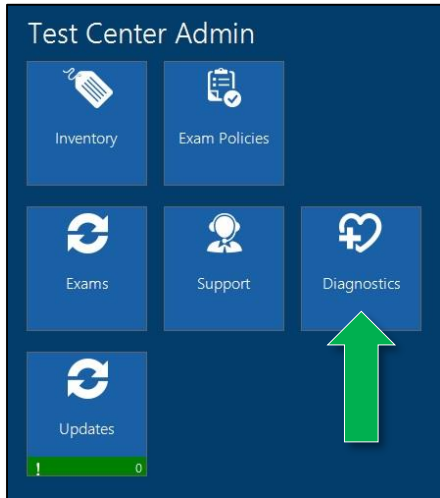 Test Center Admin
Inventory
Exam Policies
Exams
Support
Diagnostics
Updates
! 0